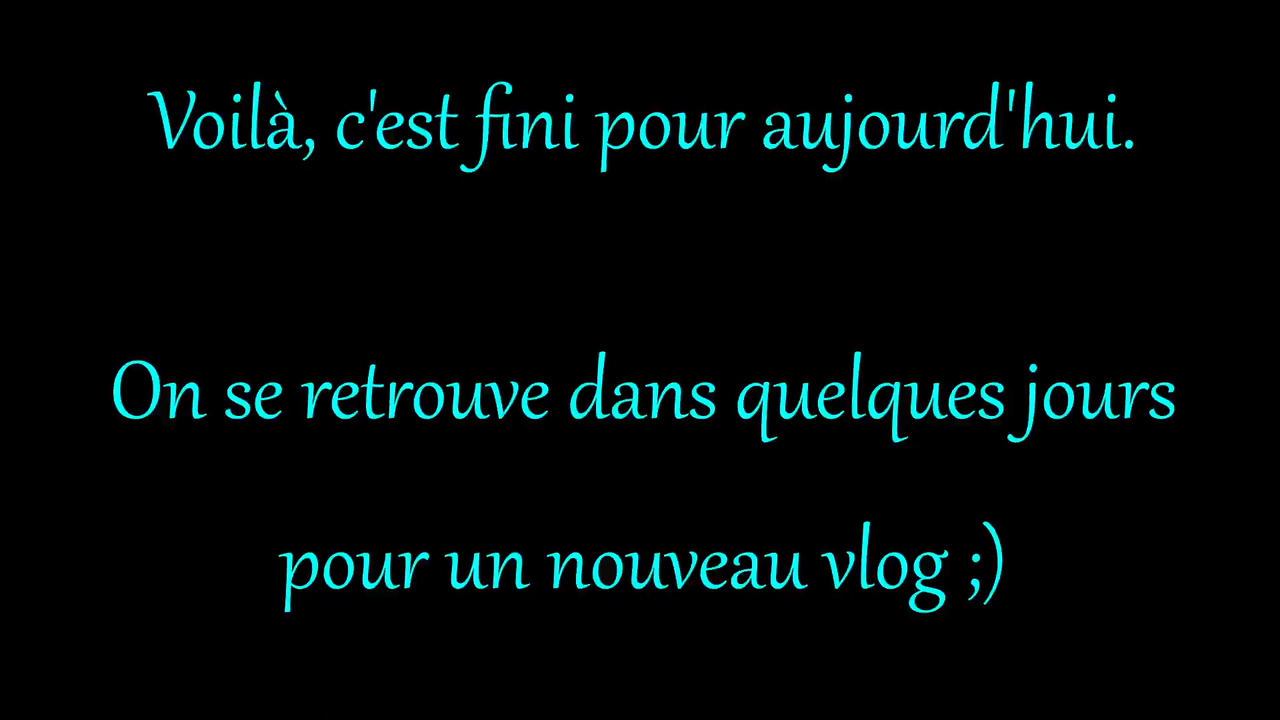 Voilà, c'est fini pour aujourd'hui.
On se retrouve dans quelques jours
pour un nouveau vlog ;)